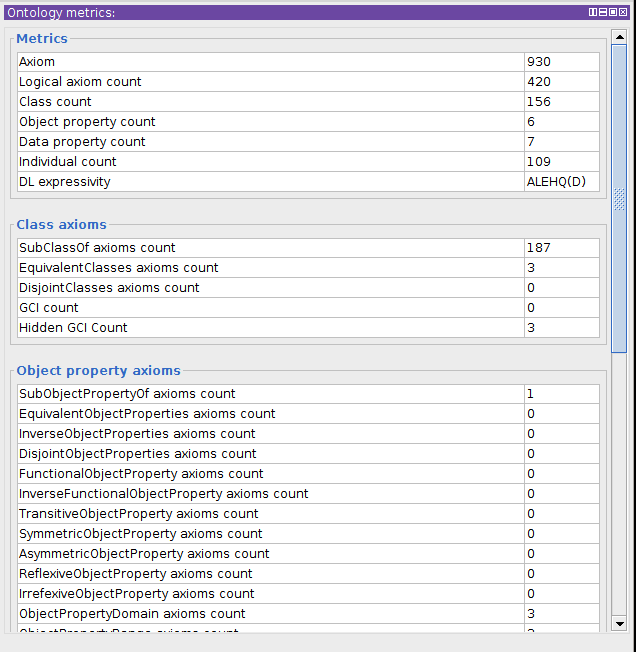 Ontology metrics:
Metrics
Axiom 930
Logical axiom count 420
Class count 156
Object property count 6
Data property count 7
Individual count 109
DL expressivity ALEHQ(D)
Class axioms
SubClassOf axioms count 187
EquivalentClasses axioms count 3
DisjointClasses axioms count 0
GCI count 0
Hidden GCI Count 3
Object property axioms
SubObjectPropertyOf axioms count 1
EquivalentObjectProperties axioms count 0
InverseObjectProperties axioms count 0
DisjointObjectProperties axioms count 0
FunctionalObjectProperty axioms count 0
InverseFunctionalObjectProperty axioms count 0
TransitiveObjectProperty axioms count 0
SymmetricObjectProperty axioms count 0
AsymmetricObjectProperty axioms count 0
ReflexiveObjectProperty axioms count 0
IrrefexiveObjectProperty axioms count 0
ObjectPropertyDomain axioms count 3
ObjectPropertyRange axioms count